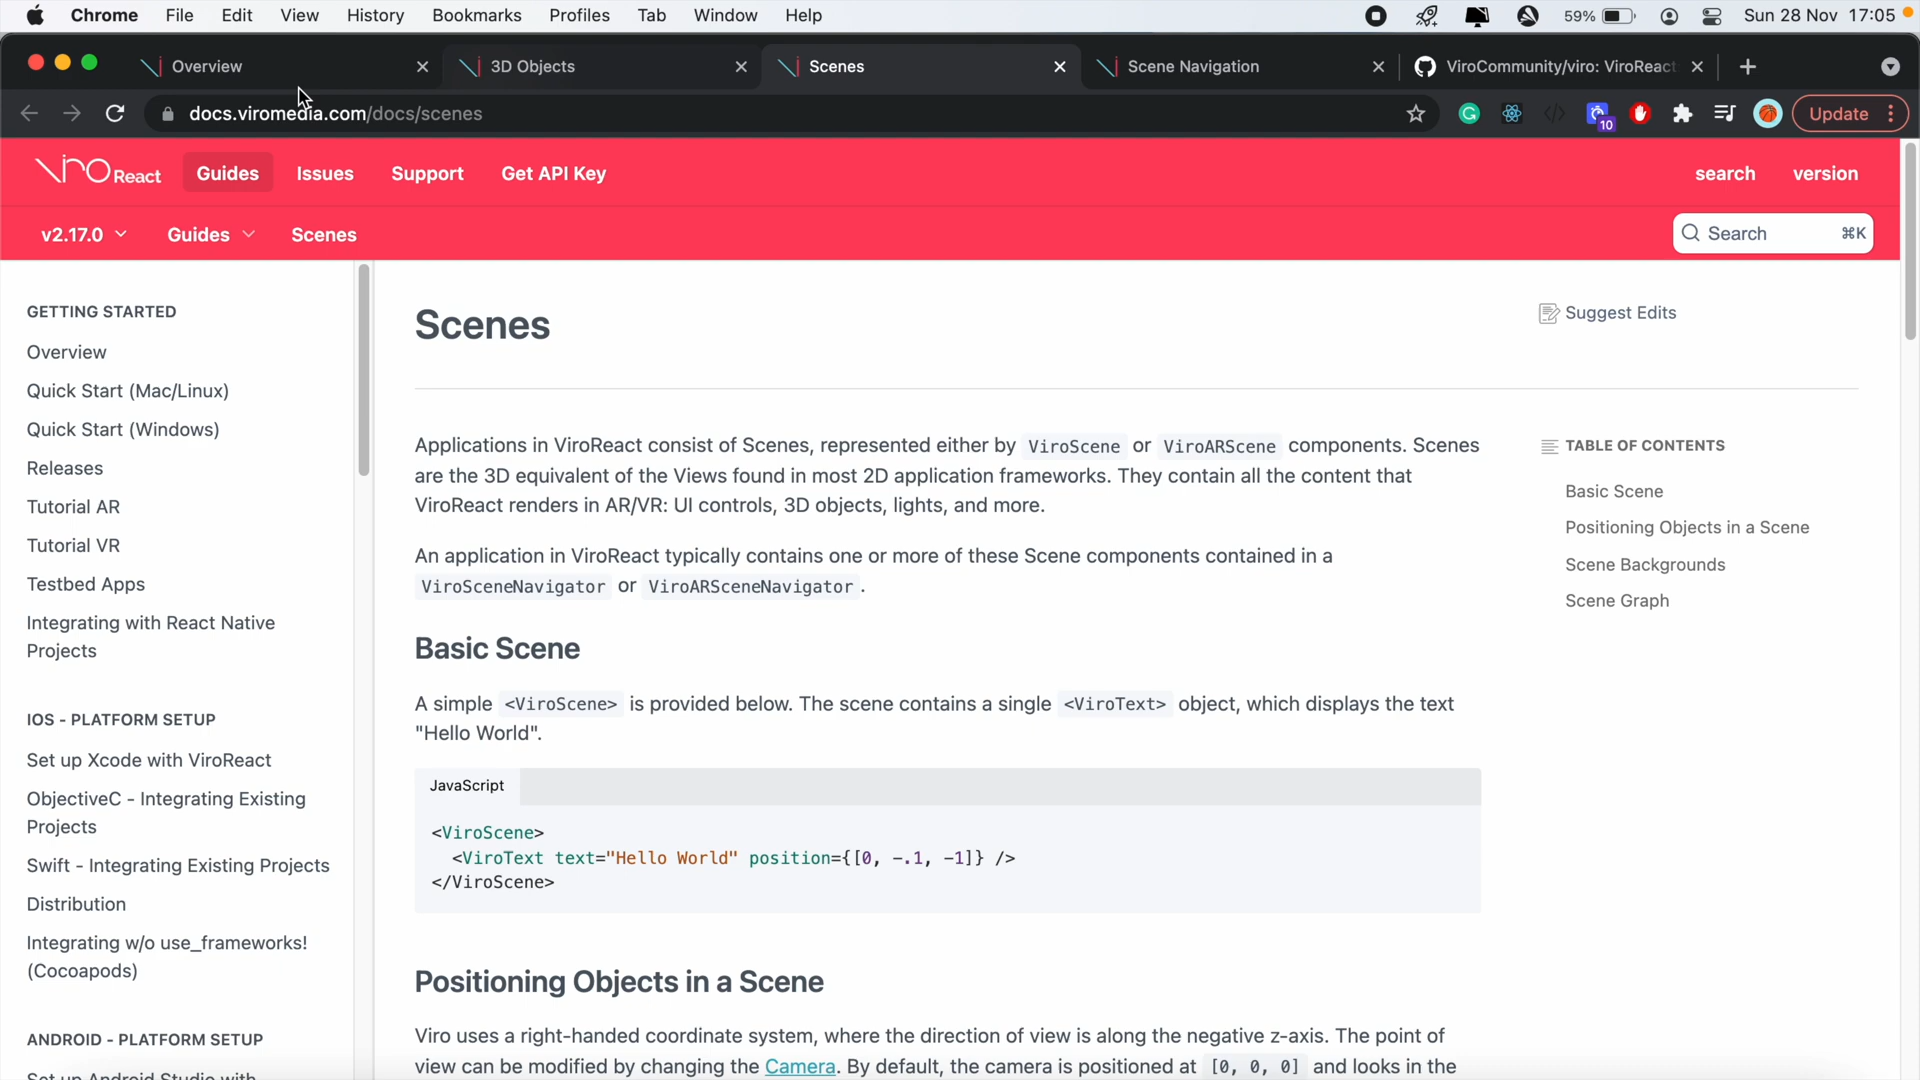 Chrome File Edit View History Bookmarks Profiles Tab Window Help 59% Sun 28 Nov 17:05
Overview 3D Objects Scenes Scene Navigation ViroCommunity/viro: ViroReact
docs.viromedia.com/docs/scenes 10 Update
Viro React Guides Issues Support Get API Key search version
v2.17.0 Guides Scenes Search ⌘K
GETTING STARTED
Overview
Quick Start (Mac/Linux)
Quick Start (Windows)
Releases
Tutorial AR
Tutorial VR
Testbed Apps
Integrating with React Native
Projects
IOS - PLATFORM SETUP
Set up Xcode with ViroReact
ObjectiveC - Integrating Existing
Projects
Swift - Integrating Existing Projects
Distribution
Integrating w/o use_frameworks!
(Cocoapods)
ANDROID - PLATFORM SETUP
Set up Android Studio with
Scenes
Applications in ViroReact consist of Scenes, represented either by ViroScene or ViroARScene components. Scenes
are the 3D equivalent of the Views found in most 2D application frameworks. They contain all the content that
ViroReact renders in AR/VR: UI controls, 3D objects, lights, and more.
An application in ViroReact typically contains one or more of these Scene components contained in a
ViroSceneNavigator or ViroARSceneNavigator .
Basic Scene
A simple <ViroScene> is provided below. The scene contains a single <ViroText> object, which displays the text
"Hello World".
JavaScript
<ViroScene>
<ViroText text="Hello World" position={[0, -.1, -1]} />
</ViroScene>
Positioning Objects in a Scene
Viro uses a right-handed coordinate system, where the direction of view is along the negative z-axis. The point of
view can be modified by changing the Camera. By default, the camera is positioned at [0, 0, 0] and looks in the
Suggest Edits
TABLE OF CONTENTS
Basic Scene
Positioning Objects in a Scene
Scene Backgrounds
Scene Graph